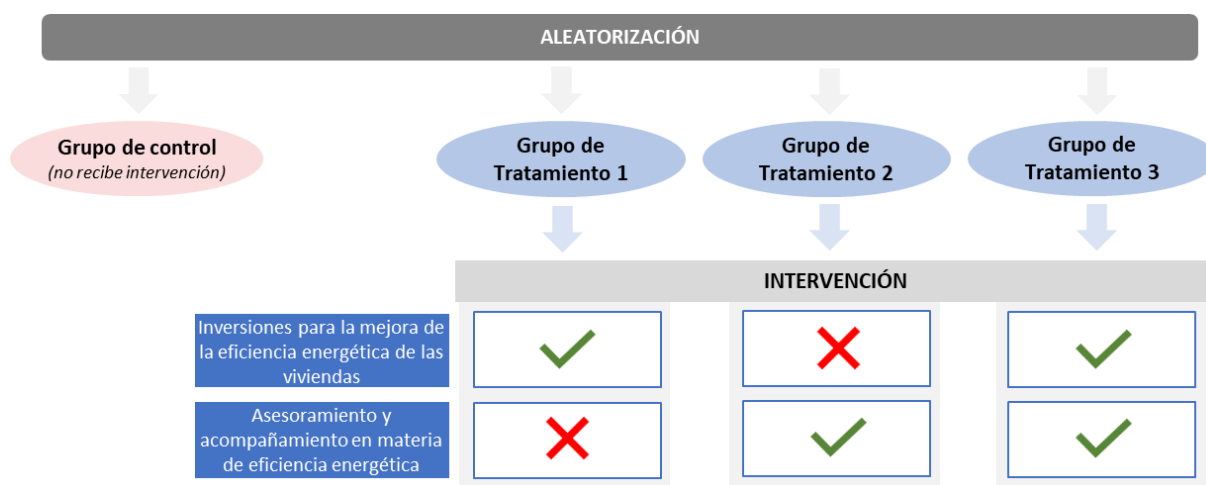 ALEATORIZACIÓN
Grupo de control
(no recibe intervención)
Grupo de
Tratamiento 1
Grupo de
Tratamiento 2
Grupo de
Tratamiento 3
INTERVENCIÓN
Inversiones para la mejora de
la eficiencia energética de las
viviendas
Asesoramiento y
acompañamiento en materia
de eficiencia energética